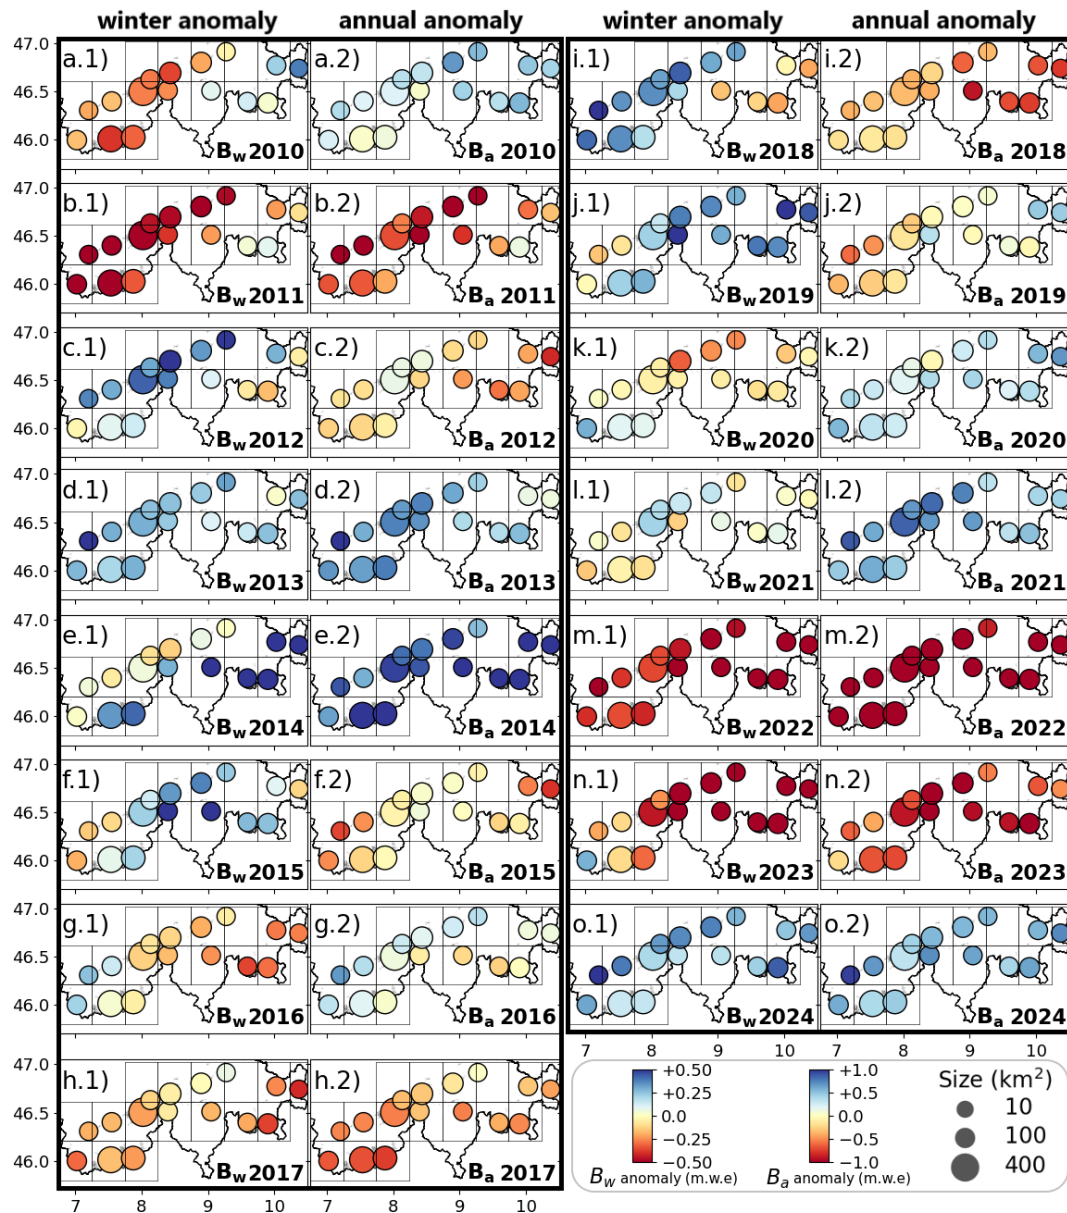 winter anomaly annual anomaly winter anomaly annual anomaly
47.0 a.1) a.2) i.1) i.2)
46.5
46.0 Bw2010 Ba 2010 Bw2018 Ba 2018
47.0 b.1) b.2) j.1) j.2)
46.5
46.0 Bw2011 Ba 2011 Bw2019 Ba 2019
47.0 c.1) c.2) k.1) k.2)
46.5
46.0 Bw2012 Ba 2012 Bw2020 Ba 2020
47.0 d.1) d.2) l.1) l.2)
46.5
46.0 Bw2013 Ba 2013 Bw2021 Ba 2021
47.0 e.1) e.2) m.1) m.2)
46.5
46.0 Bw2014 Ba 2014 Bw2022 Ba 2022
47.0 f.1) f.2) n.1) n.2)
46.5
46.0 Bw2015 Ba 2015 Bw2023 Ba 2023
47.0 g.1) g.2) o.1) o.2)
46.5
46.0 Bw2016 Ba 2016 Bw2024 Ba 2024
7 8 9 10 7 8 9 10
47.0 h.1) h.2)
46.5
46.0 Bw2017 Ba 2017
7 8 9 10 7 8 9 10
+0.50
+0.25
0.0
−0.25
−0.50
Bw anomaly (m.w.e)
+1.0
+0.5
0.0
−0.5
−1.0
Ba anomaly (m.w.e)
Size (km²)
10
100
400